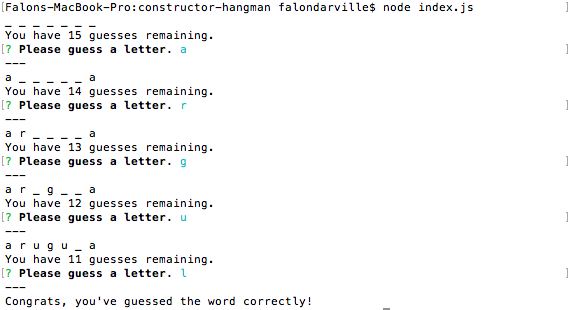 [Falons-MacBook-Pro:constructor-hangman falondarville$ node index.js ]
_ _ _ _ _ _ _
You have 15 guesses remaining.
[? Please guess a letter. a ]
---
a _ _ _ _ _ a
You have 14 guesses remaining.
[? Please guess a letter. r ]
---
a r _ _ _ _ a
You have 13 guesses remaining.
[? Please guess a letter. g ]
---
a r _ g _ _ a
You have 12 guesses remaining.
[? Please guess a letter. u ]
---
a r u g u _ a
You have 11 guesses remaining.
[? Please guess a letter. l ]
---
Congrats, you've guessed the word correctly!